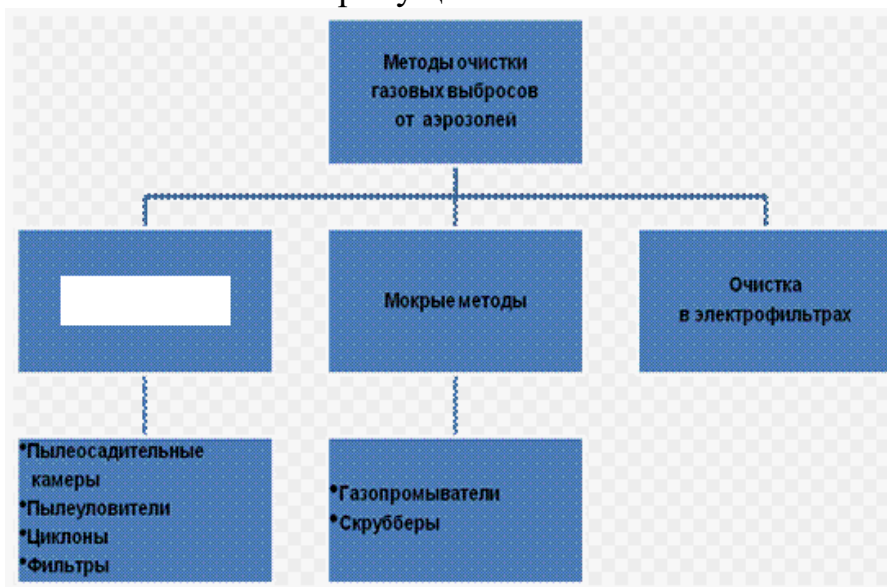 Методы очистки
газовых выбросов
от аэрозолей
Мокрые методы
Очистка
в электрофильтрах
•Пылеосадительные
камеры
•Пылеуловители
•Циклоны
•Фильтры
•Газопромыватели
•Скрубберы